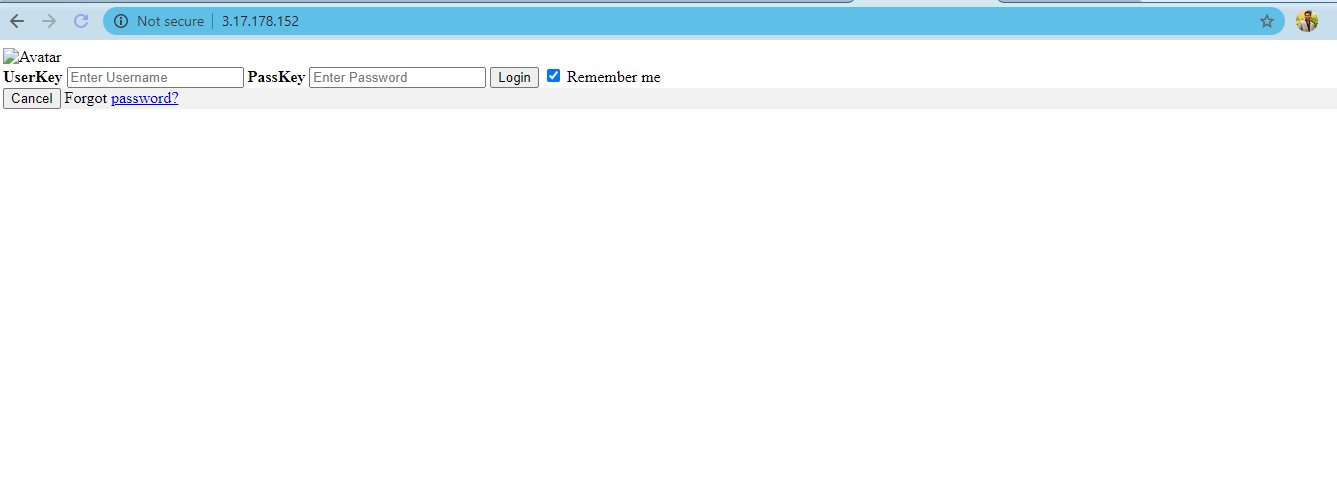 Not secure 3.17.178.152
Avatar
UserKey Enter Username PassKey Enter Password Login Remember me
Cancel Forgot password?